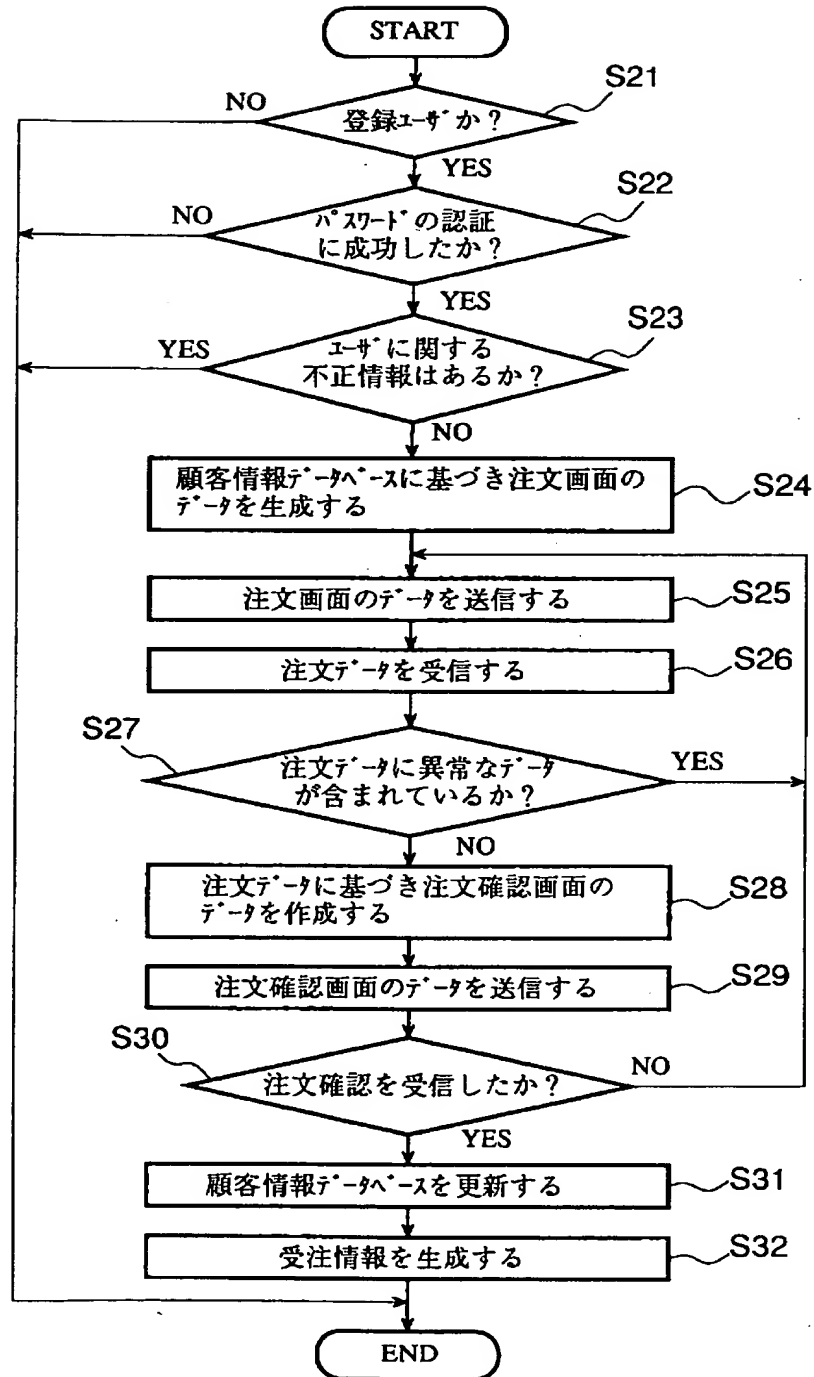 START
S21
NO
登録ユーザか？
YES
S22
NO
パスワードの認証
に成功したか？
YES
S23
YES
ユーザに関する
不正情報はあるか？
NO
顧客情報データベースに基づき注文画面の
データを生成する
S24
注文画面のデータを送信する
S25
注文データを受信する
S26
S27
注文データに異常なデータ
が含まれているか？
YES
NO
注文データに基づき注文確認画面の
データを作成する
S28
注文確認画面のデータを送信する
S29
S30
注文確認を受信したか？
NO
YES
顧客情報データベースを更新する
S31
受注情報を生成する
S32
END